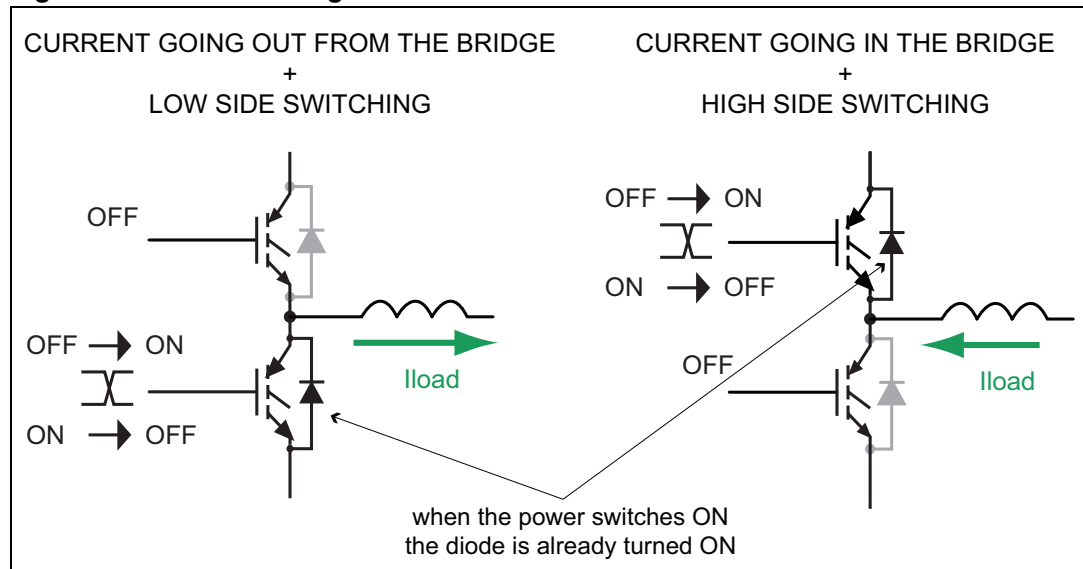 CURRENT GOING OUT FROM THE BRIDGE
+
LOW SIDE SWITCHING
OFF
OFF ON
ON OFF
Iload
CURRENT GOING IN THE BRIDGE
+
HIGH SIDE SWITCHING
OFF ON
ON OFF
OFF
Iload
when the power switches ON
the diode is already turned ON